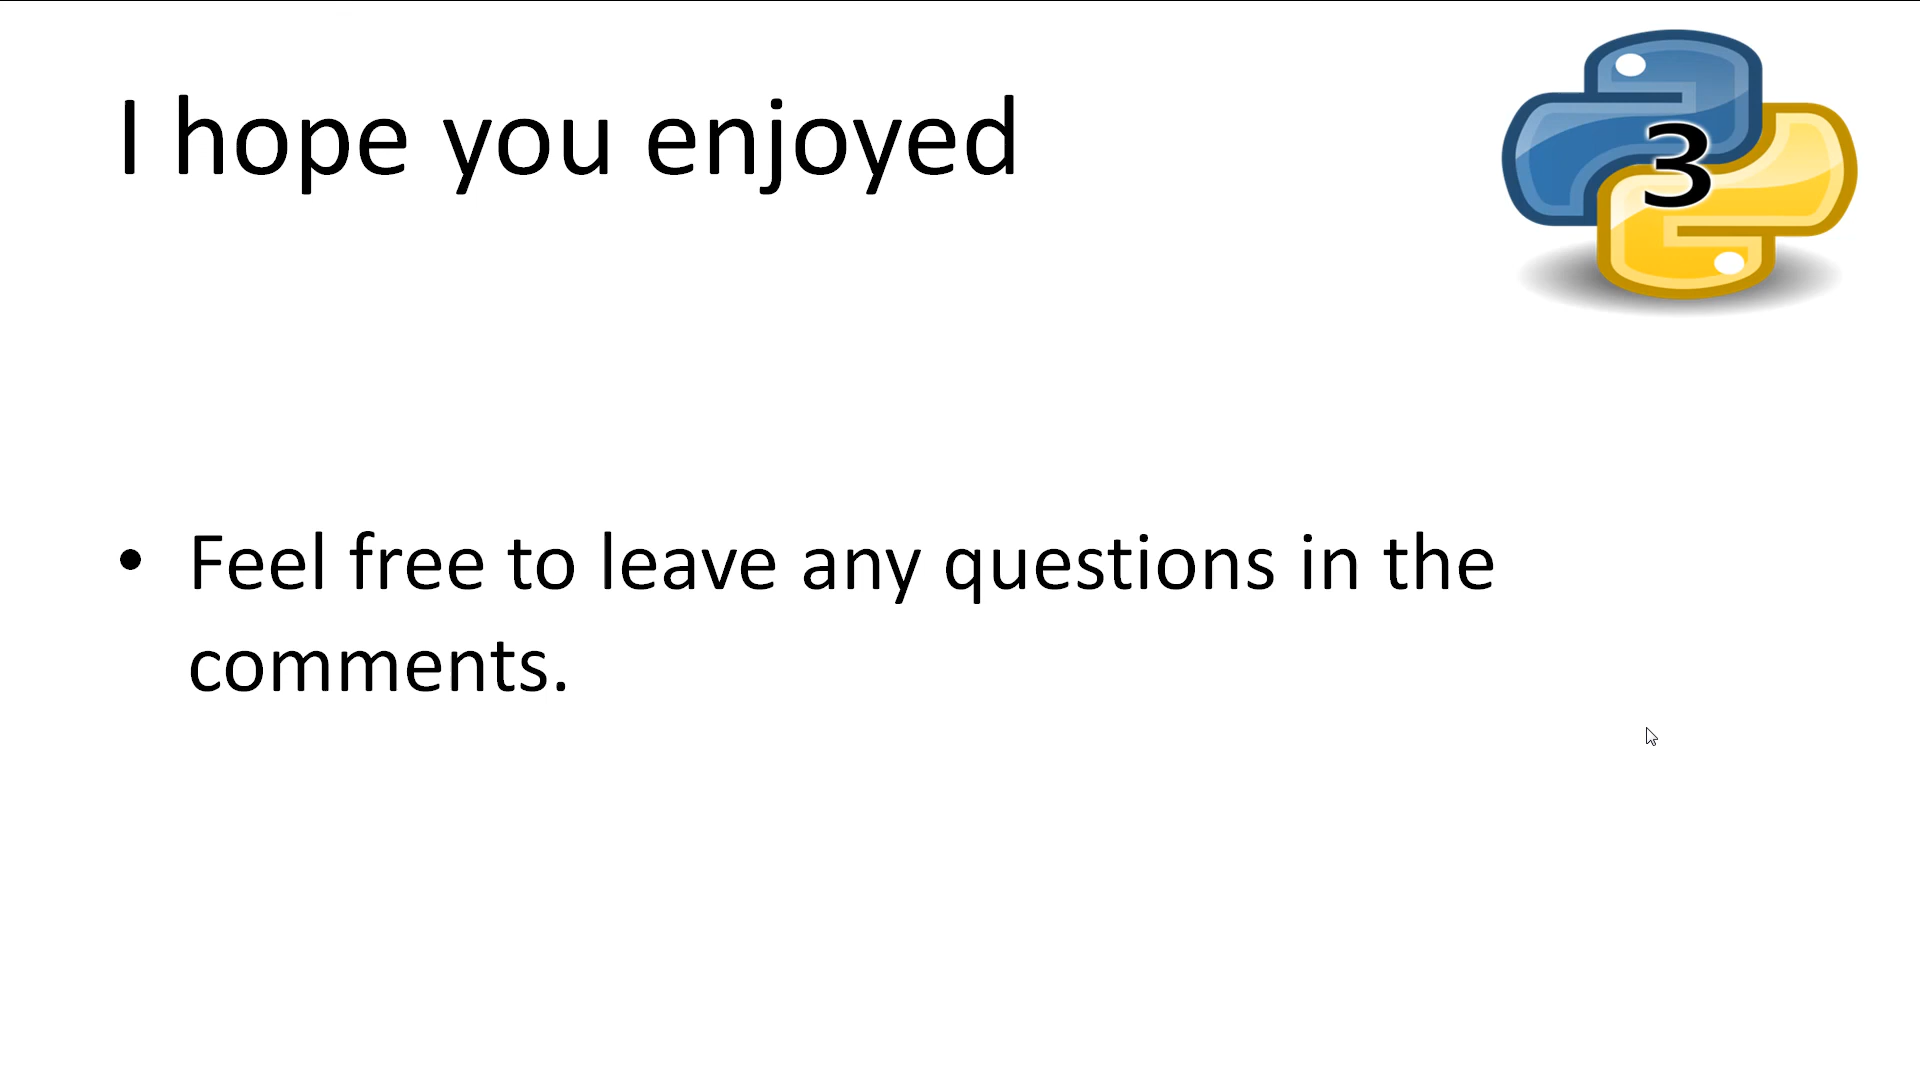 I hope you enjoyed
3
• Feel free to leave any questions in the
comments.